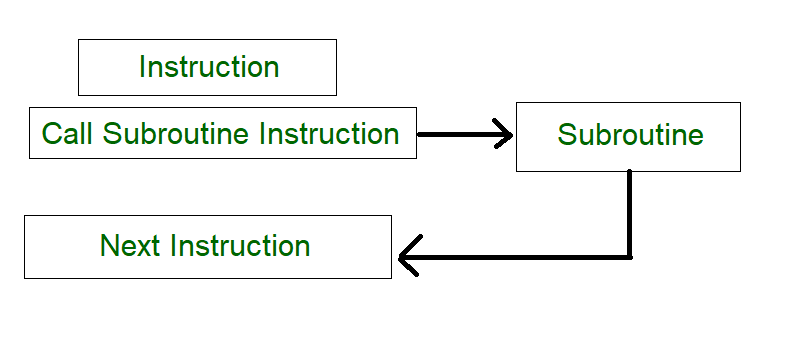 Instruction
Call Subroutine Instruction
Subroutine
Next Instruction